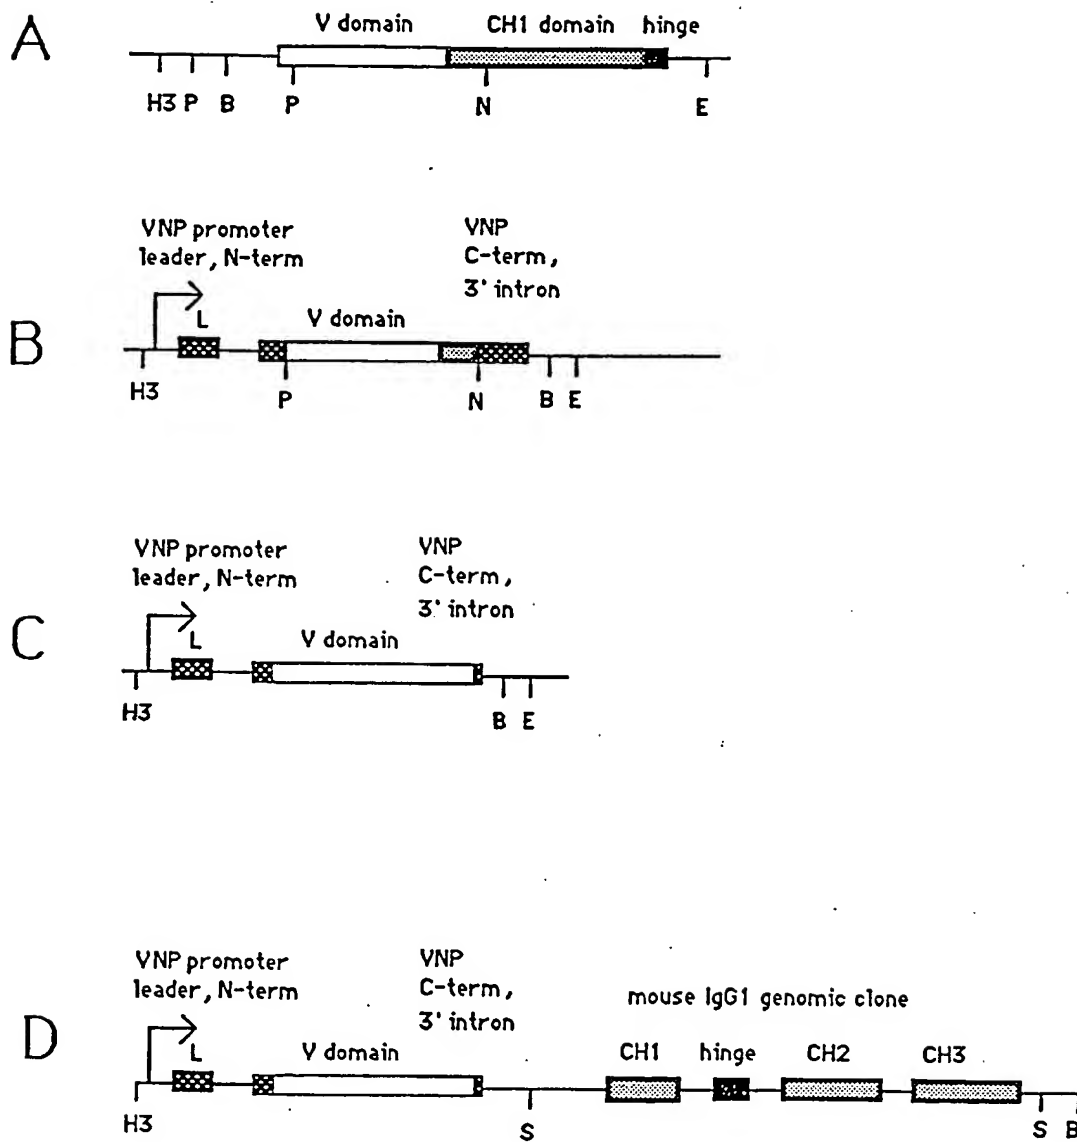 A
V domain CH1 domain hinge
H3 P B P N E
B
VNP promoter
leader, N-term
VNP
C-term,
3' intron
L
V domain
H3 P N B E
C
VNP promoter
leader, N-term
VNP
C-term,
3' intron
L
V domain
H3 B E
D
VNP promoter
leader, N-term
VNP
C-term,
3' intron
mouse IgG1 genomic clone
L
V domain
CH1 hinge CH2 CH3
H3 S S B